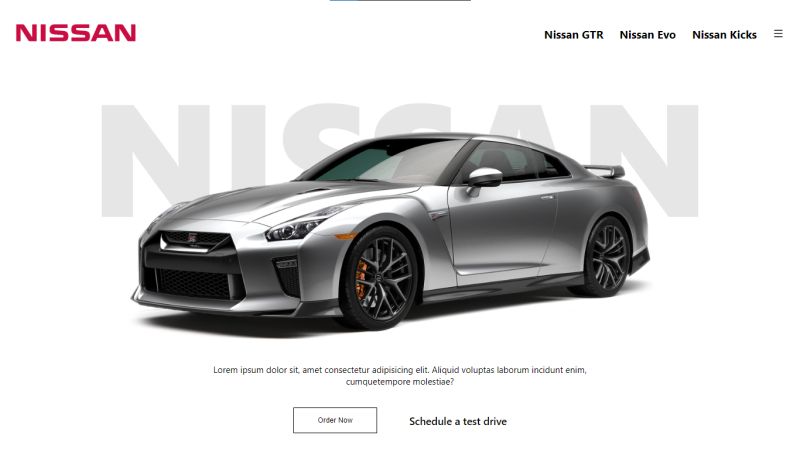 NISSAN
Nissan GTR Nissan Evo Nissan Kicks
NISSAN
Lorem ipsum dolor sit, amet consectetur adipisicing elit. Aliquid voluptas laborum incidunt enim,
cumquetempore molestiae?
Order Now Schedule a test drive